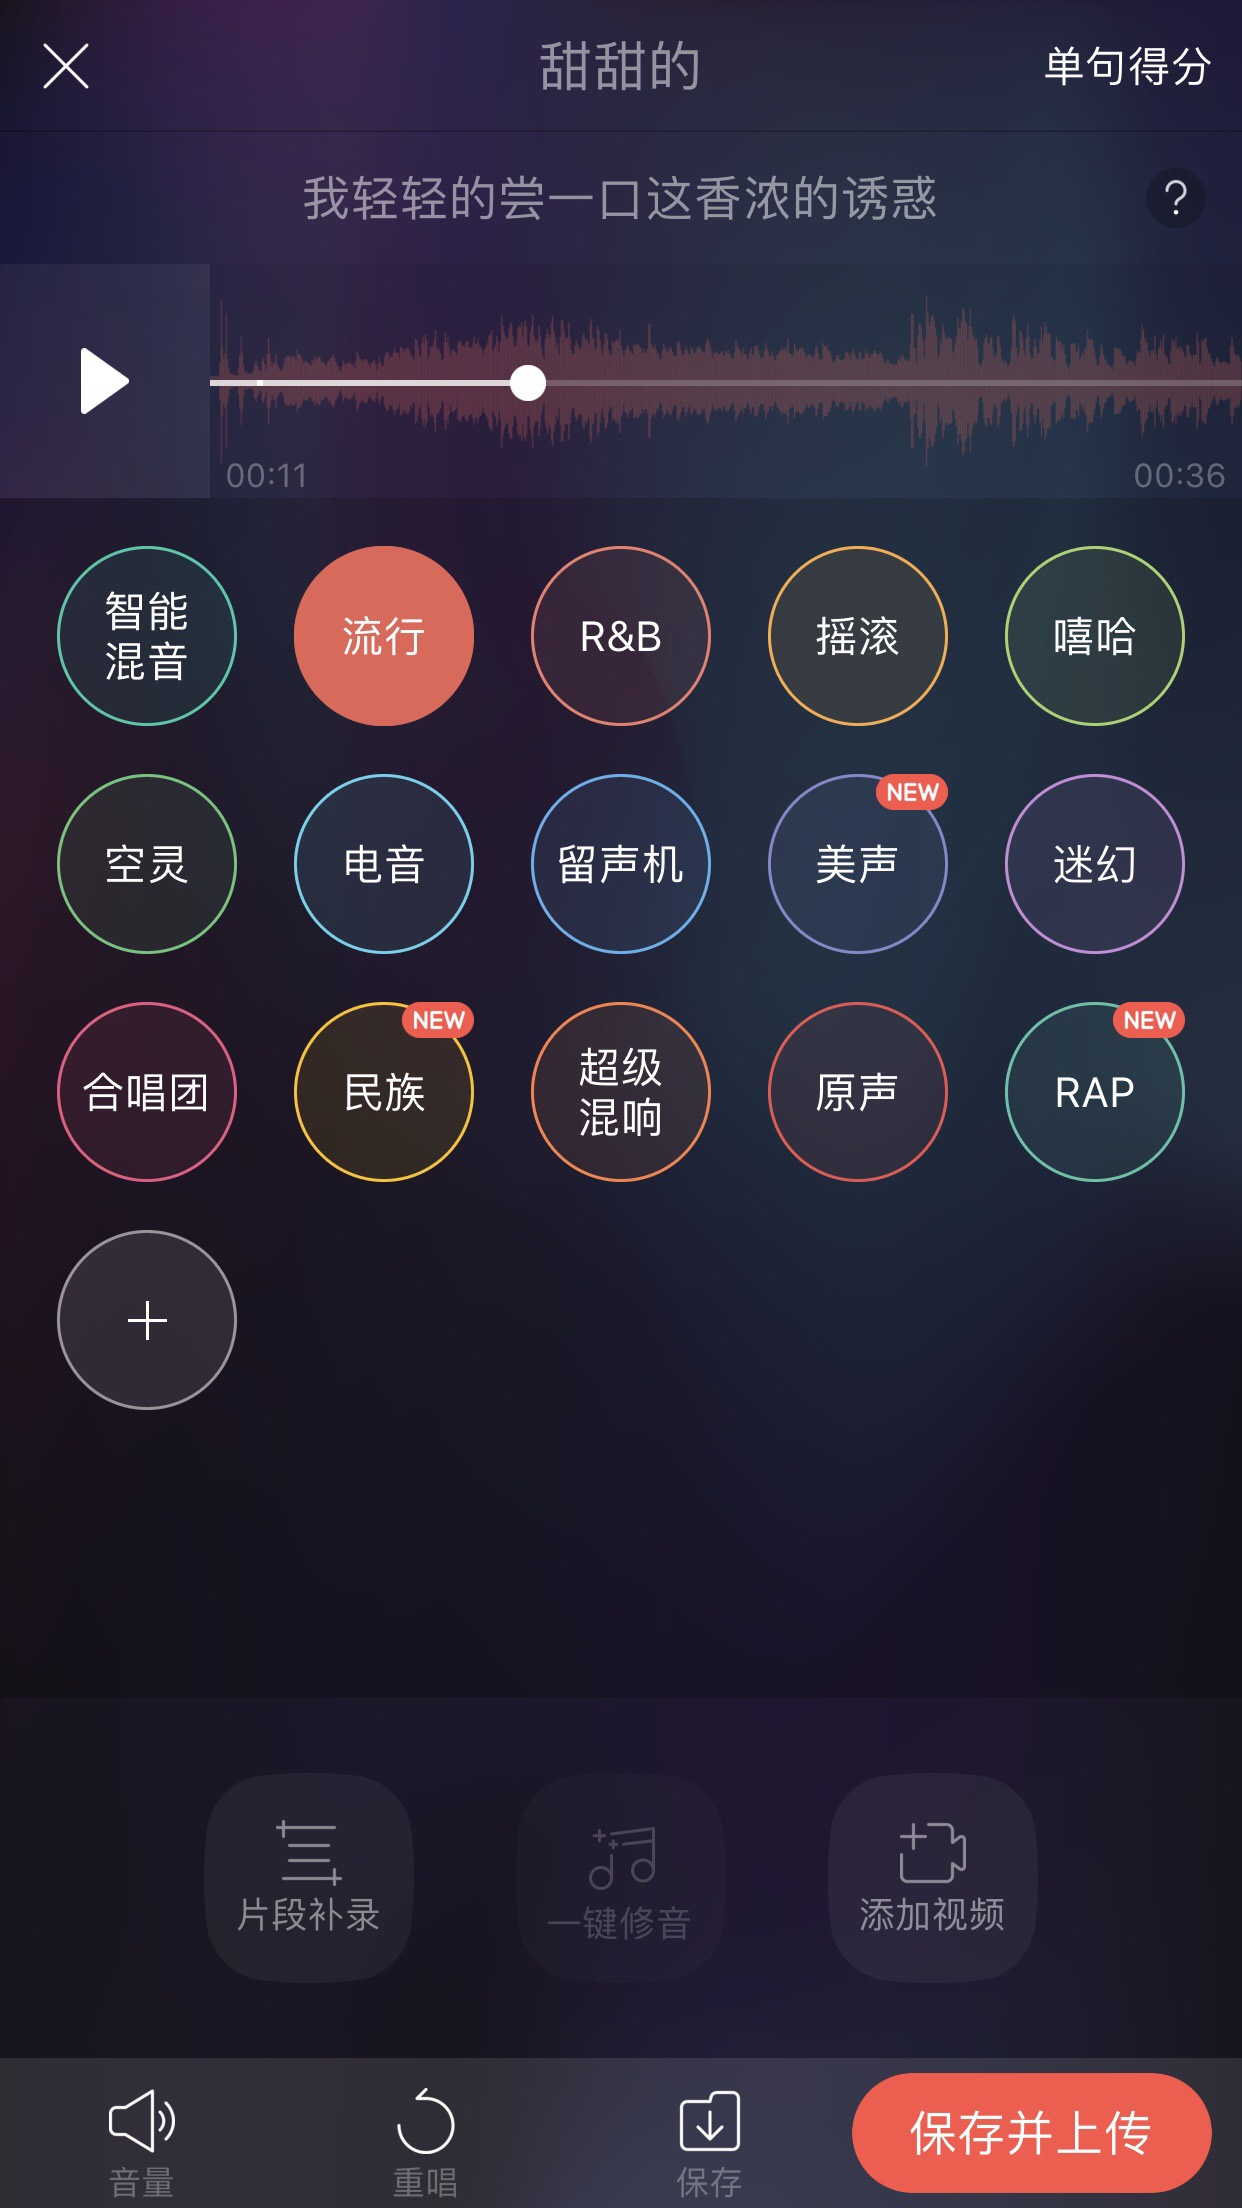 甜甜的
单句得分
我轻轻的尝一口这香浓的诱惑
?
00:11
00:36
智能
混音
流行
R&B
摇滚
嘻哈
空灵
电音
留声机
NEW
美声
迷幻
合唱团
NEW
民族
超级
混响
原声
NEW
RAP
片段补录
一键修音
添加视频
音量
重唱
保存
保存并上传